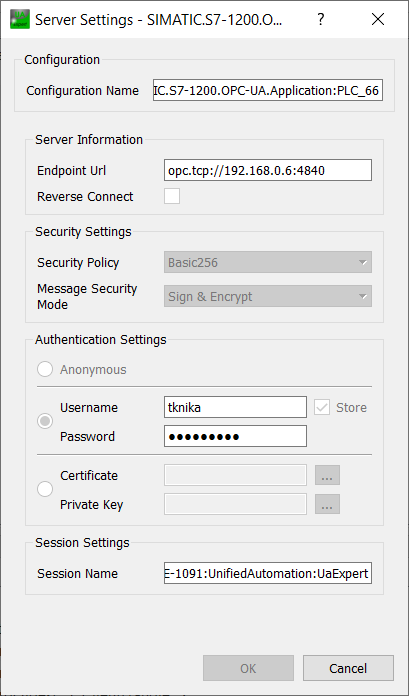 Server Settings - SIMATIC.S7-1200.O...
Configuration
Configuration Name IC.S7-1200.OPC-UA.Application:PLC_66
Server Information
Endpoint Url opc.tcp://192.168.0.6:4840
Reverse Connect
Security Settings
Security Policy Basic256
Message Security
Mode Sign & Encrypt
Authentication Settings
Anonymous
Username tknika Store
Password ●●●●●●●●●
Certificate ...
Private Key ...
Session Settings
Session Name E-1091:UnifiedAutomation:UaExpert
OK Cancel